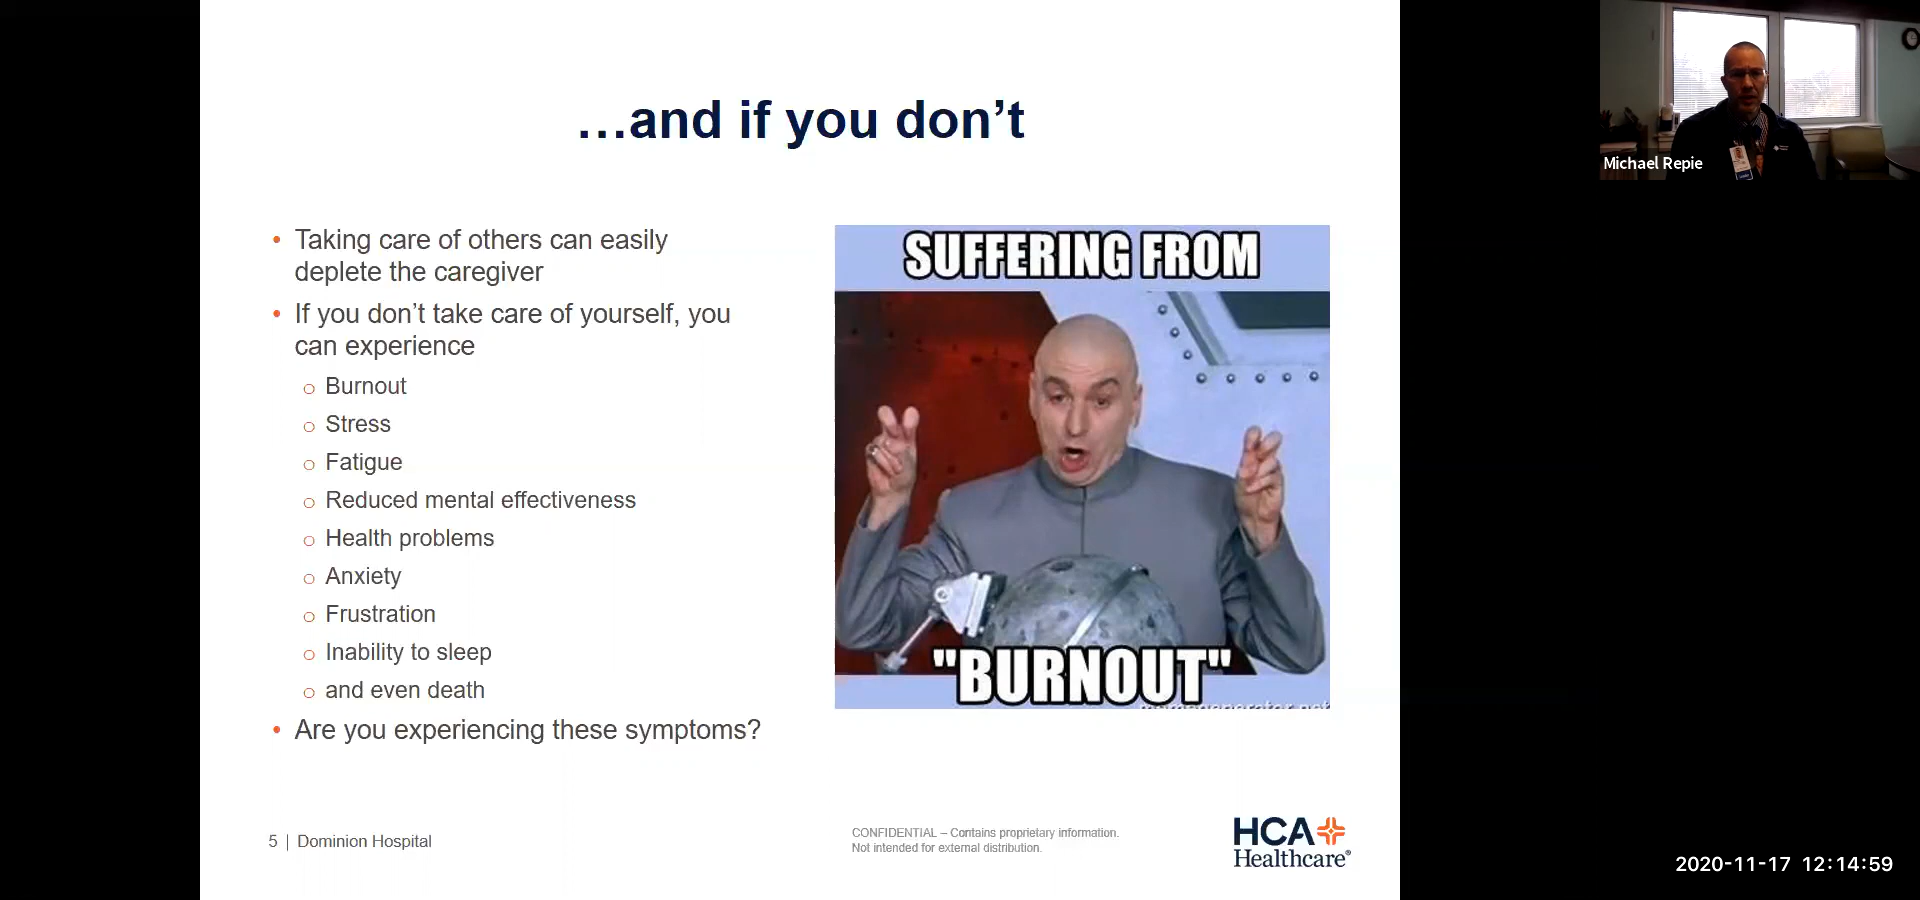 …and if you don’t
• Taking care of others can easily
deplete the caregiver
• If you don’t take care of yourself, you
can experience
o Burnout
o Stress
o Fatigue
o Reduced mental effectiveness
o Health problems
o Anxiety
o Frustration
o Inability to sleep
o and even death
• Are you experiencing these symptoms?
SUFFERING FROM
"BURNOUT"
5 | Dominion Hospital
CONFIDENTIAL – Contains proprietary information.
Not intended for external distribution.
HCA
Healthcare®
Michael Repie
2020-11-17 12:14:59